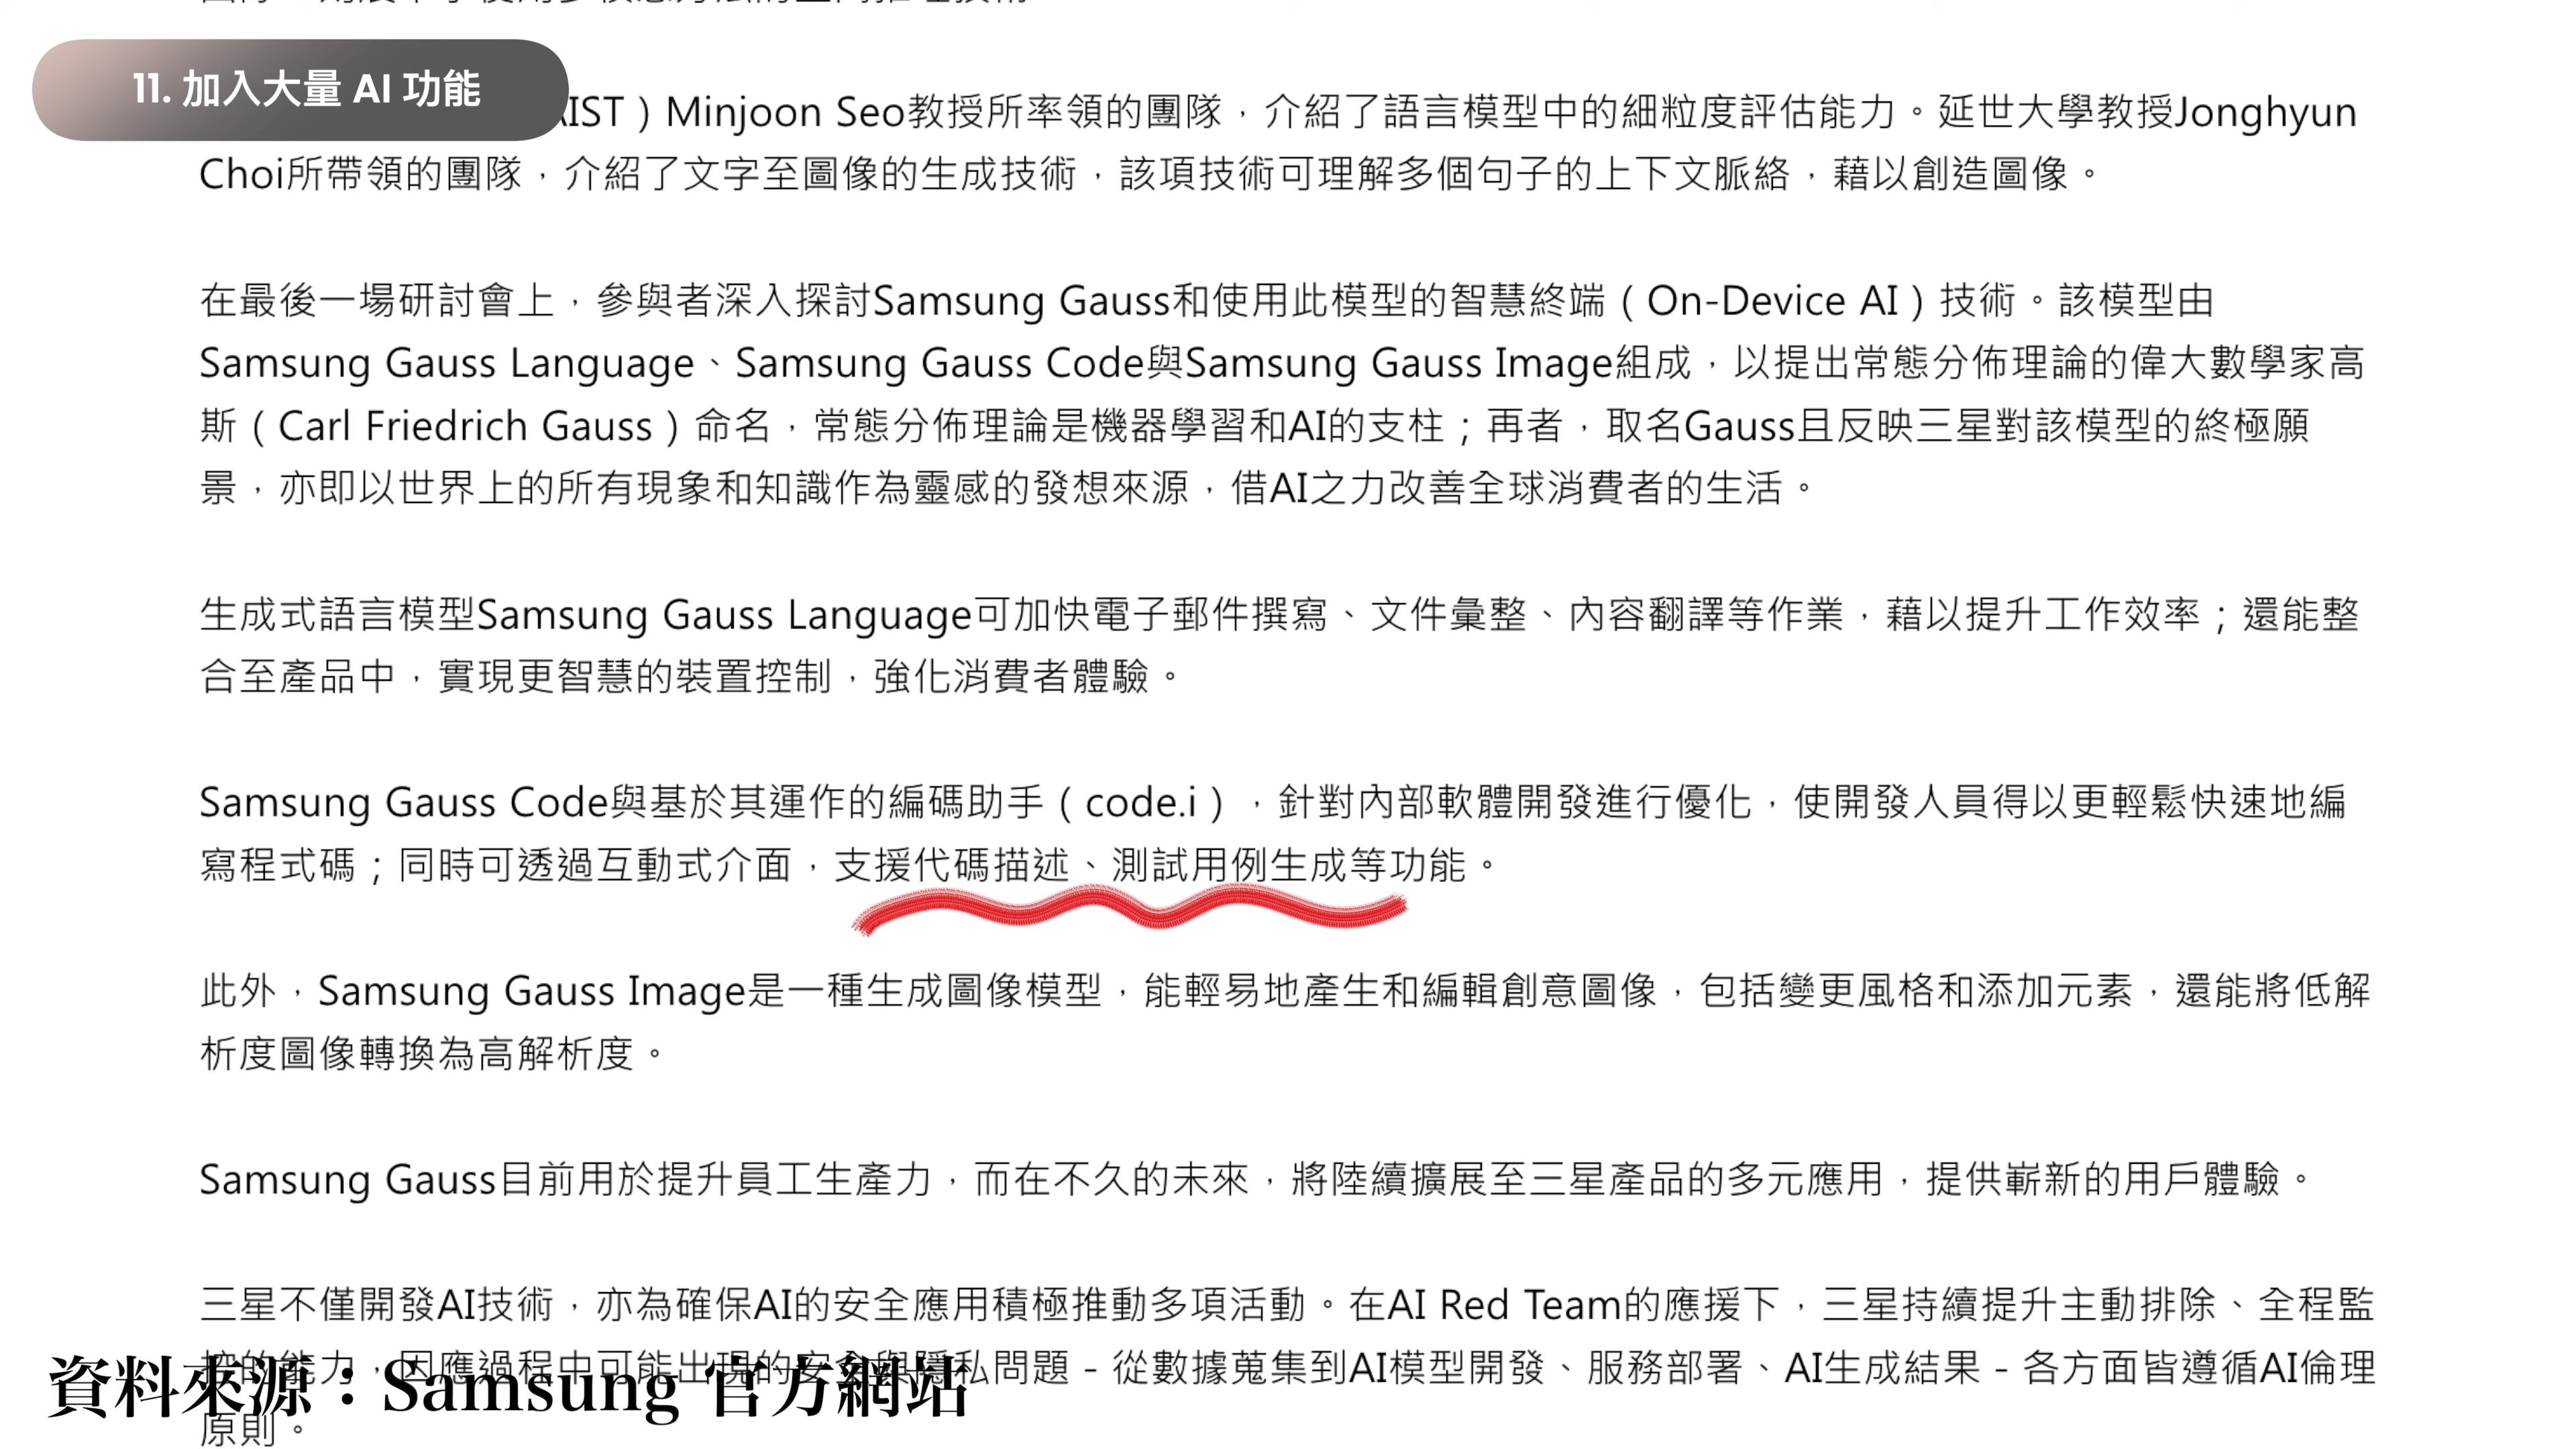 11. 加入大量 AI 功能
IST）Minjoon Seo教授所率領的團隊，介紹了語言模型中的細粒度評估能力。延世大學教授Jonghyun
Choi所帶領的團隊，介紹了文字至圖像的生成技術，該項技術可理解多個句子的上下文脈絡，藉以創造圖像。
在最後一場研討會上，參與者深入探討Samsung Gauss和使用此模型的智慧終端（On-Device AI）技術。該模型由
Samsung Gauss Language、Samsung Gauss Code與Samsung Gauss Image組成，以提出常態分佈理論的偉大數學家高
斯（Carl Friedrich Gauss）命名，常態分佈理論是機器學習和AI的支柱；再者，取名Gauss且反映三星對該模型的終極願
景，亦即以世界上的所有現象和知識作為靈感的發想來源，借AI之力改善全球消費者的生活。
生成式語言模型Samsung Gauss Language可加快電子郵件撰寫、文件彙整、內容翻譯等作業，藉以提升工作效率；還能整
合至產品中，實現更智慧的裝置控制，強化消費者體驗。
Samsung Gauss Code與基於其運作的編碼助手（code.i），針對內部軟體開發進行優化，使開發人員得以更輕鬆快速地編
寫程式碼；同時可透過互動式介面，支援代碼描述、測試用例生成等功能。
此外，Samsung Gauss Image是一種生成圖像模型，能輕易地產生和編輯創意圖像，包括變更風格和添加元素，還能將低解
析度圖像轉換為高解析度。
Samsung Gauss目前用於提升員工生產力，而在不久的未來，將陸續擴展至三星產品的多元應用，提供嶄新的用戶體驗。
三星不僅開發AI技術，亦為確保AI的安全應用積極推動多項活動。在AI Red Team的應援下，三星持續提升主動排除、全程監
控的能力，因應過程中可能出現的安全與隱私問題－從數據蒐集到AI模型開發、服務部署、AI生成結果－各方面皆遵循AI倫理
原則。
資料來源：Samsung 官方網站